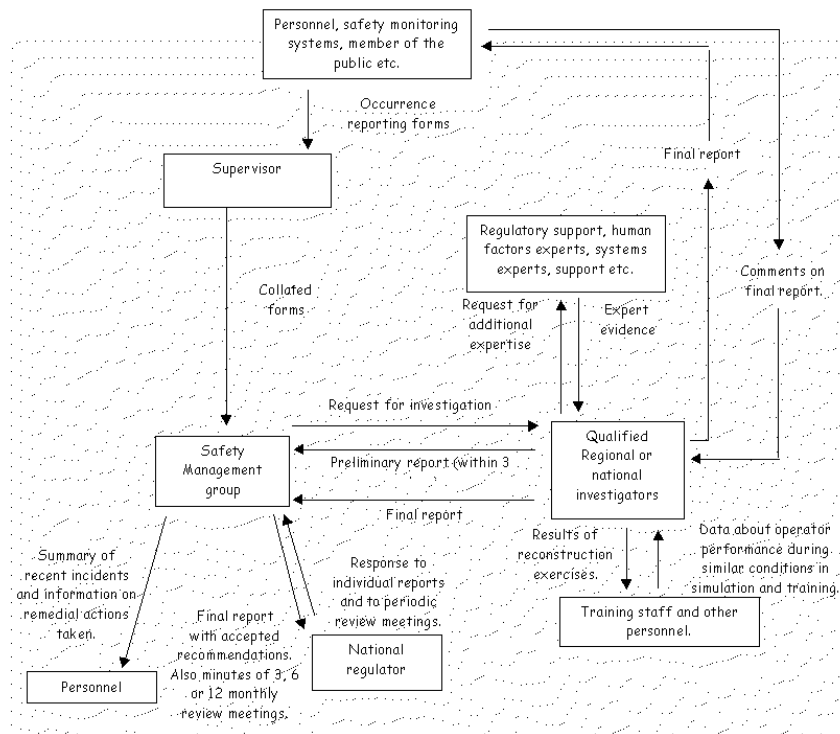 Personnel, safety monitoring
systems, member of the
public etc.
Occurrence
reporting forms
Final report
Supervisor
Regulatory support, human
factors experts, systems
experts, support etc.
Comments on
final report.
Collated
forms
Request for
additional
expertise
Expert
evidence
Request for investigation
Safety
Management
group
Preliminary report (within 3
Qualified
Regional or
national
investigators
Final report
Results of
reconstruction
exercises.
Data about operator
performance during
similar conditions in
simulation and training.
Summary of
recent incidents
and information on
remedial actions
taken.
Response to
individual reports
and to periodic
review meetings.
Final report
with accepted
recommendations.
Also minutes of 3, 6
or 12 monthly
review meetings.
Training staff and other
personnel.
National
regulator
Personnel